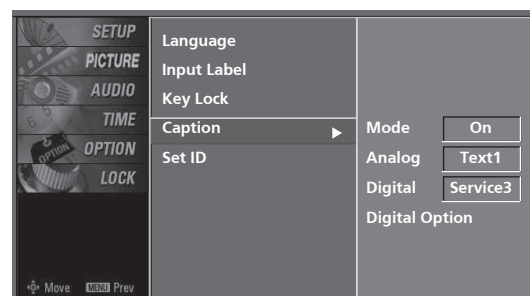 SETUP
PICTURE
AUDIO
TIME
OPTION
LOCK
Move MENU Prev
Language
Input Label
Key Lock
Caption
Set ID
Mode On
Analog Text1
Digital Service3
Digital Option